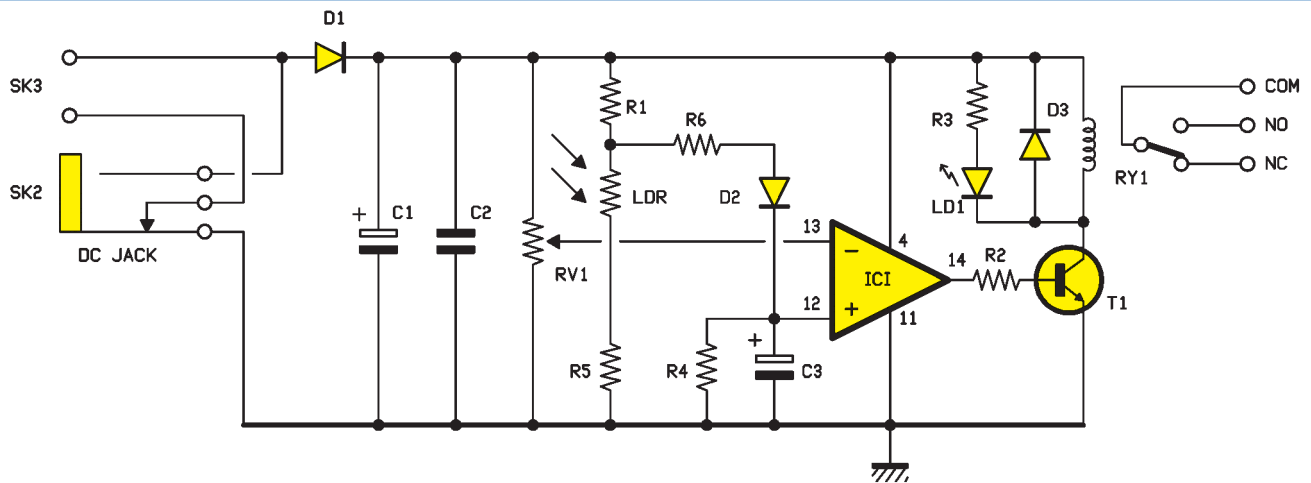 D1
SK3
SK2
DC JACK
+
C1
C2
RV1
R1
LDR
R5
R6
D2
R4
+
C3
13
12
−
+
ICI
4
11
14
R2
R3
LD1
D3
T1
RY1
COM
NO
NC